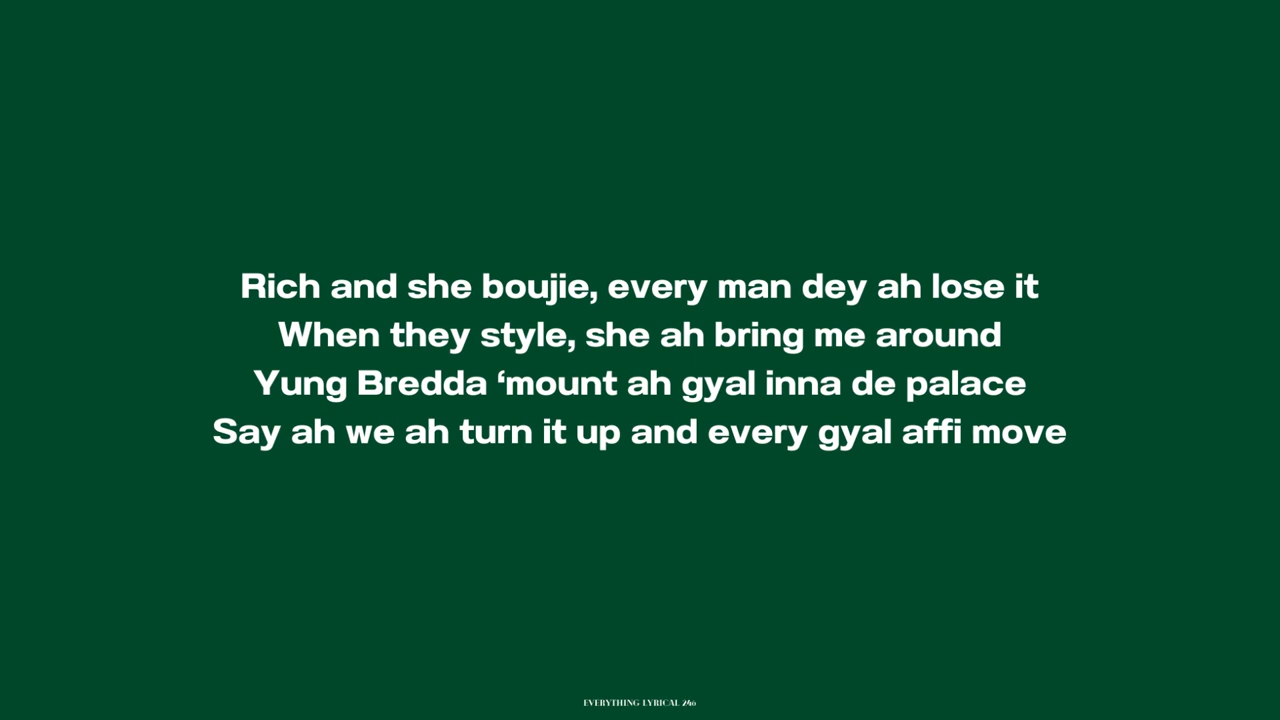 Rich and she boujie, every man dey ah lose it
When they style, she ah bring me around
Yung Bredda ‘mount ah gyal inna de palace
Say ah we ah turn it up and every gyal affi move
EVERYTHING LYRICAL 246